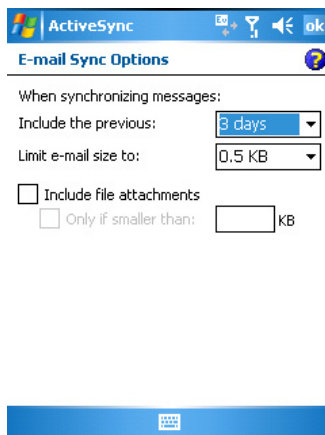 ActiveSync Ev ok
E-mail Sync Options ?
When synchronizing messages:
Include the previous: 3 days
Limit e-mail size to: 0.5 KB
Include file attachments
Only if smaller than: KB